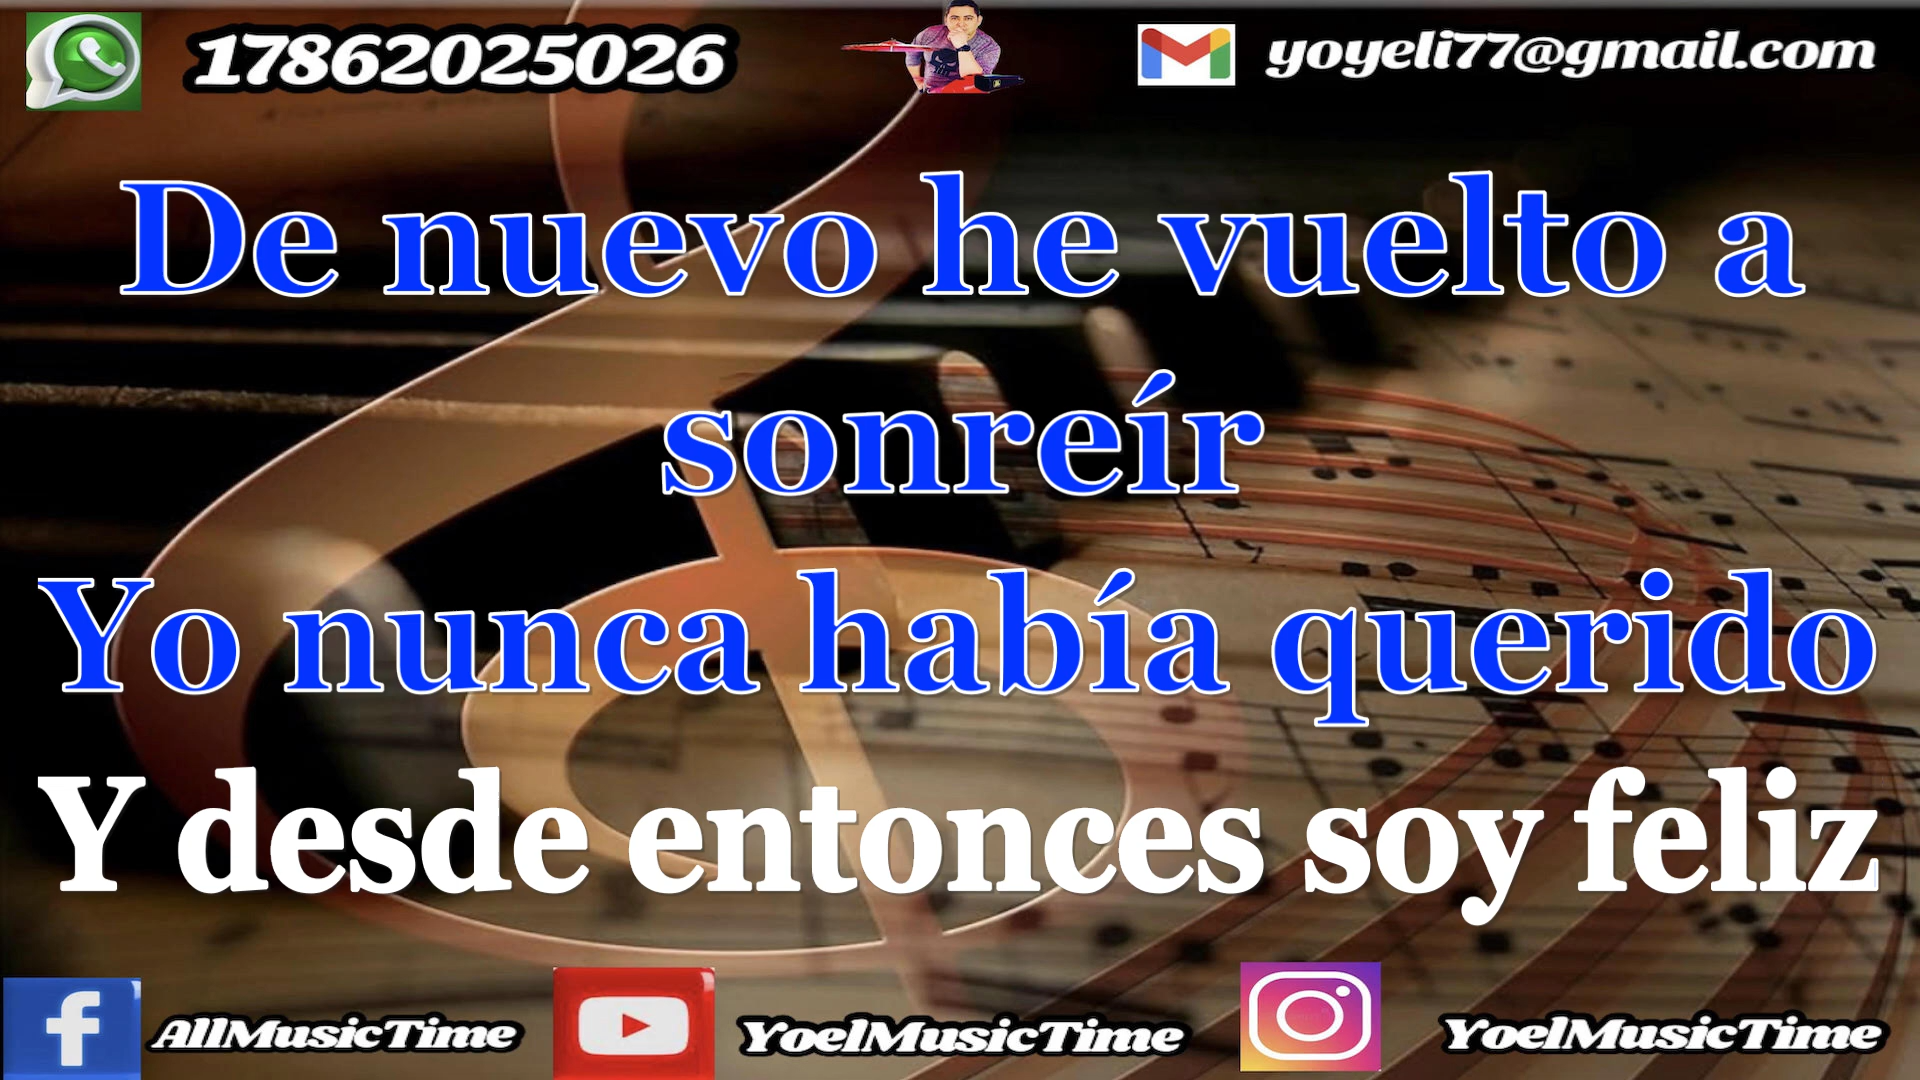 17862025026
yoyeli77@gmail.com
De nuevo he vuelto a
sonreír
Yo nunca había querido
Y desde entonces soy feliz
AllMusicTime
YoelMusicTime
YoelMusicTime